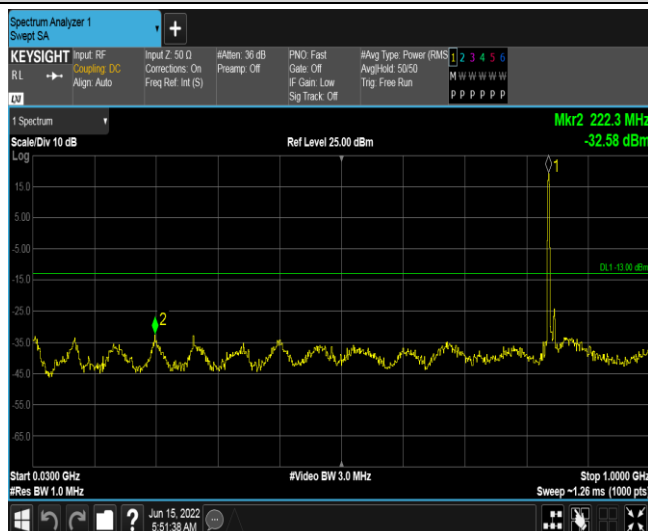 Spectrum Analyzer 1
Swept SA
+
KEYSIGHT
RL
LXI
Input: RF
Coupling: DC
Align: Auto
Input Z: 50 Ω
Corrections: On
Freq Ref: Int (S)
#Atten: 36 dB
Preamp: Off
PNO: Fast
Gate: Off
IF Gain: Low
Sig Track: Off
#Avg Type: Power (RMS
Avg|Hold: 50/50
Trig: Free Run
1 2 3 4 5 6
M W W W W W
P P P P P P
1 Spectrum
Mkr2 222.3 MHz
Scale/Div 10 dB
Ref Level 25.00 dBm
-32.58 dBm
Log
1
15.0
5.00
-5.00
DL1 -13.00 dBm
-15.0
-25.0
2
-35.0
-45.0
-55.0
-65.0
Start 0.0300 GHz
#Video BW 3.0 MHz
Stop 1.0000 GHz
#Res BW 1.0 MHz
Sweep ~1.26 ms (1000 pts)
?
Jun 15, 2022
5:51:38 AM